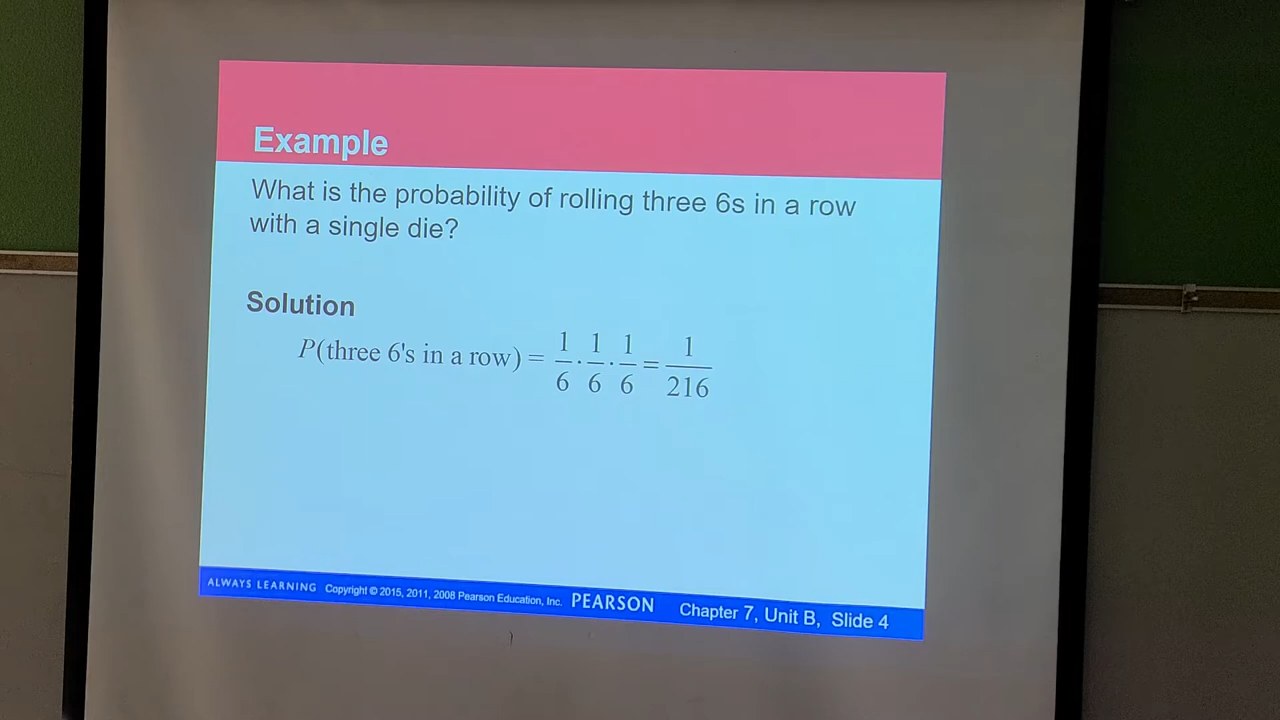 Example
What is the probability of rolling three 6s in a row
with a single die?
Solution
P(three 6's in a row) = 1/6 · 1/6 · 1/6 = 1/216
ALWAYS LEARNING Copyright © 2015, 2011, 2008 Pearson Education, Inc. PEARSON Chapter 7, Unit B, Slide 4